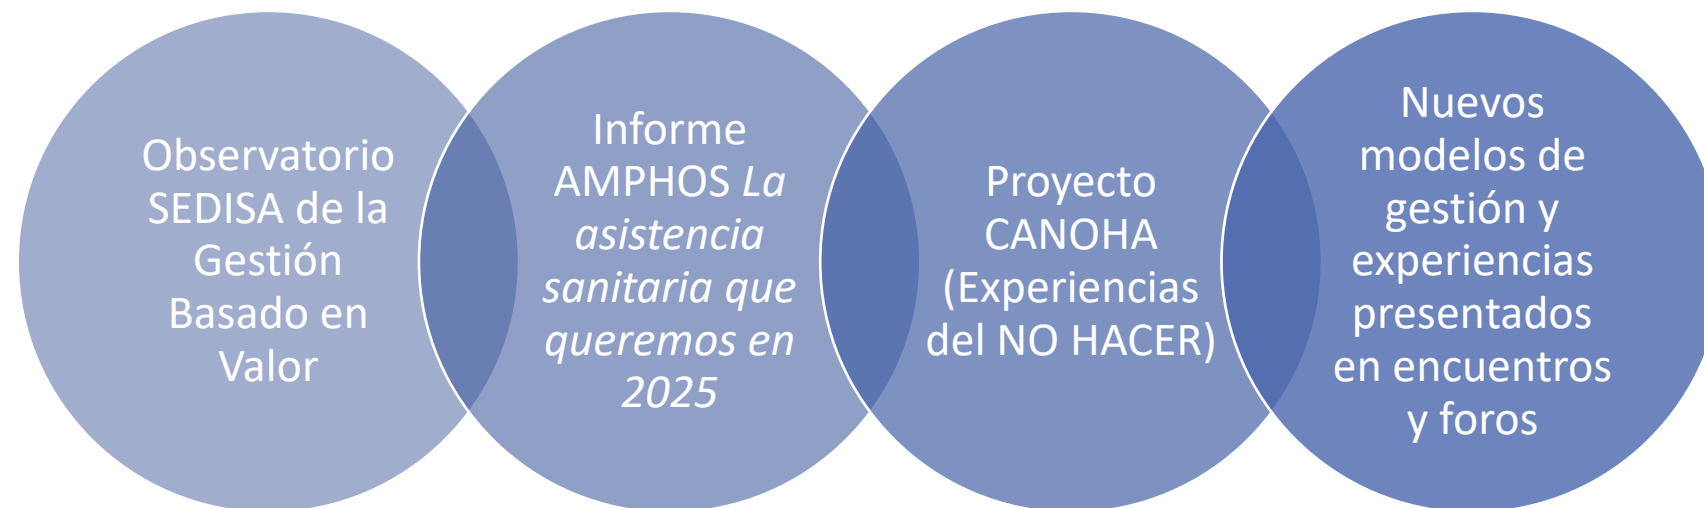 Observatorio
SEDISA de la
Gestión
Basado en
Valor
Informe
AMPHOS La
asistencia
sanitaria que
queremos en
2025
Proyecto
CANOHA
(Experiencias
del NO HACER)
Nuevos
modelos de
gestión y
experiencias
presentados
en encuentros
y foros